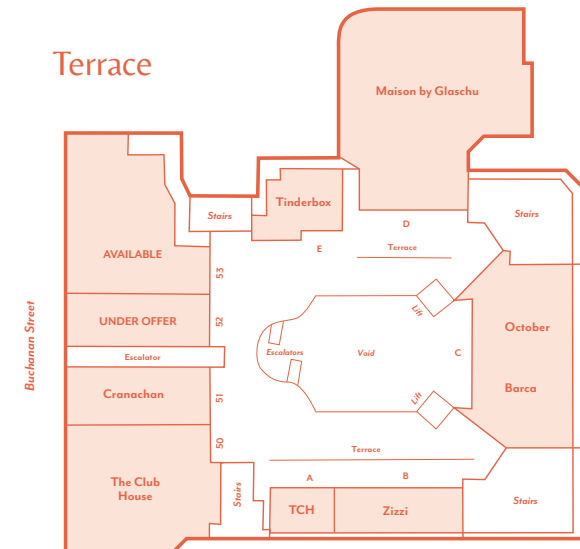 Terrace
Maison by Glaschu
Tinderbox
Stairs
Stairs
D
E
Terrace
AVAILABLE
53
UNDER OFFER
52
Lift
October
Escalator
Escalators
Void
C
Buchanan Street
Cranachan
51
Barca
Lift
50
Terrace
The Club
House
Stairs
A
B
TCH
Zizzi
Stairs